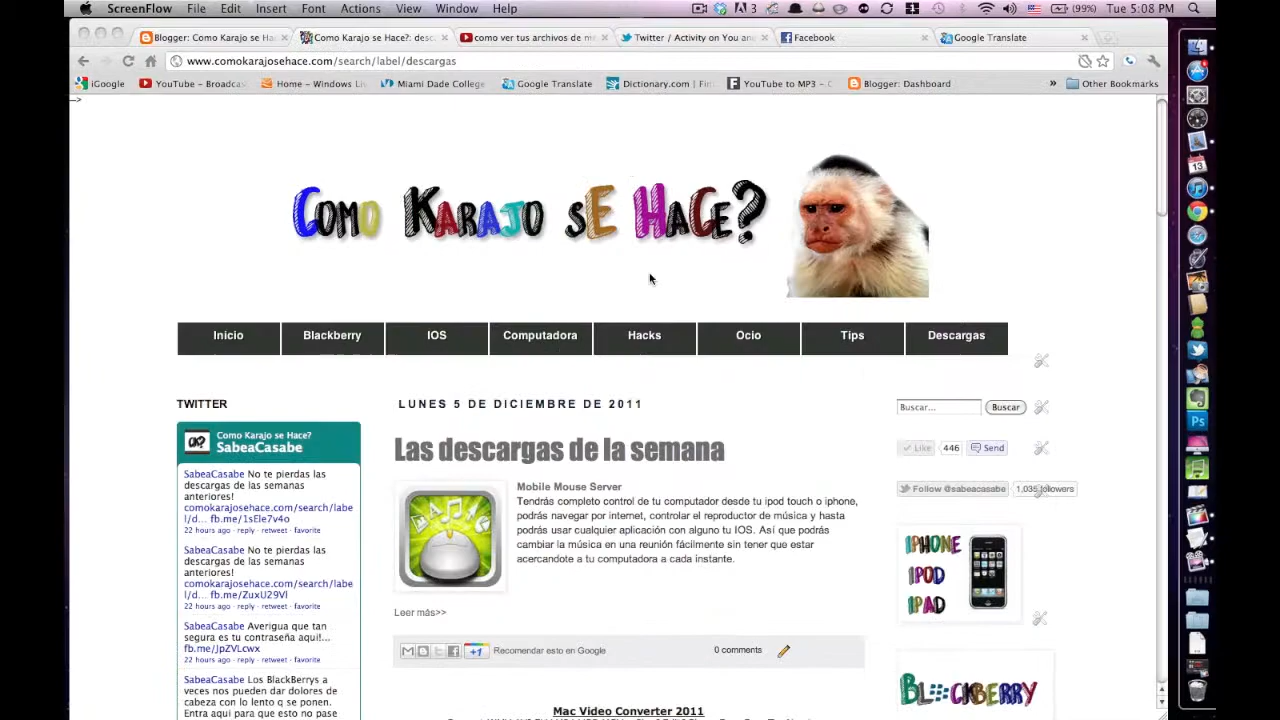 ScreenFlow File Edit Insert Font Actions View Window Help 3 (99%) Tue 5:08 PM
Blogger: Como Karajo se Ha Como Karajo se Hace?: desc como ver tus archivos de m Twitter / Activity on You an Facebook Google Translate
www.comokarajosehace.com/search/label/descargas
iGoogle YouTube – Broadcas Home – Windows Liv Miami Dade College Google Translate Dictionary.com | Fin YouTube to MP3 – C Blogger: Dashboard » Other Bookmarks
-->
Como Karajo sE HaCe?
Inicio Blackberry IOS Computadora Hacks Ocio Tips Descargas
TWITTER
Como Karajo se Hace?
SabeaCasabe
SabeaCasabe No te pierdas las
descargas de la semanas
anteriores!
comokarajosehace.com/search/labe
l/d... fb.me/1sEle7v4o
22 hours ago · reply · retweet · favorite
SabeaCasabe No te pierdas las
descargas de la semanas
anteriores!
comokarajosehace.com/search/labe
l/d... fb.me/ZuxU29Vl
22 hours ago · reply · retweet · favorite
SabeaCasabe Averigua que tan
segura es tu contraseña aqui!...
fb.me/JpZVLcwx
22 hours ago · reply · retweet · favorite
SabeaCasabe Los BlackBerrys a
veces nos pueden dar dolores de
cabeza con lo lento q se ponen.
Entra aqui para que esto no pase
LUNES 5 DE DICIEMBRE DE 2011
Las descargas de la semana
Mobile Mouse Server
Tendrás completo control de tu computador desde tu ipod touch o iphone,
podrás navegar por internet, controlar el reproductor de música y hasta
podrás usar cualquier aplicación con alguno tu IOS. Así que podrás
cambiar la música en una reunión fácilmente sin tener que estar
acercandote a tu computadora a cada instante.
Leer más>>
+1 Recomendar esto en Google 0 comments
Mac Video Converter 2011
Buscar... Buscar
Like 446 Send
Follow @sabeacasabe 1,035 followers
IPHONE
IPOD
IPAD
BLACKBERRY
13
Ps